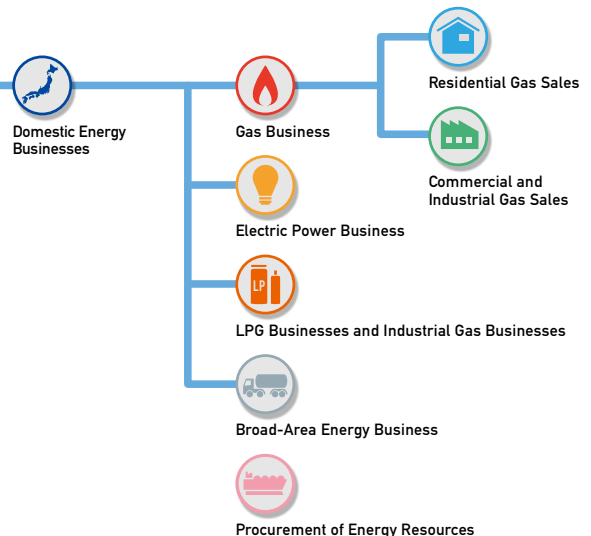 Residential Gas Sales
Domestic Energy
Businesses
Gas Business
Commercial and
Industrial Gas Sales
Electric Power Business
LP
LPG Businesses and Industrial Gas Businesses
Broad-Area Energy Business
Procurement of Energy Resources